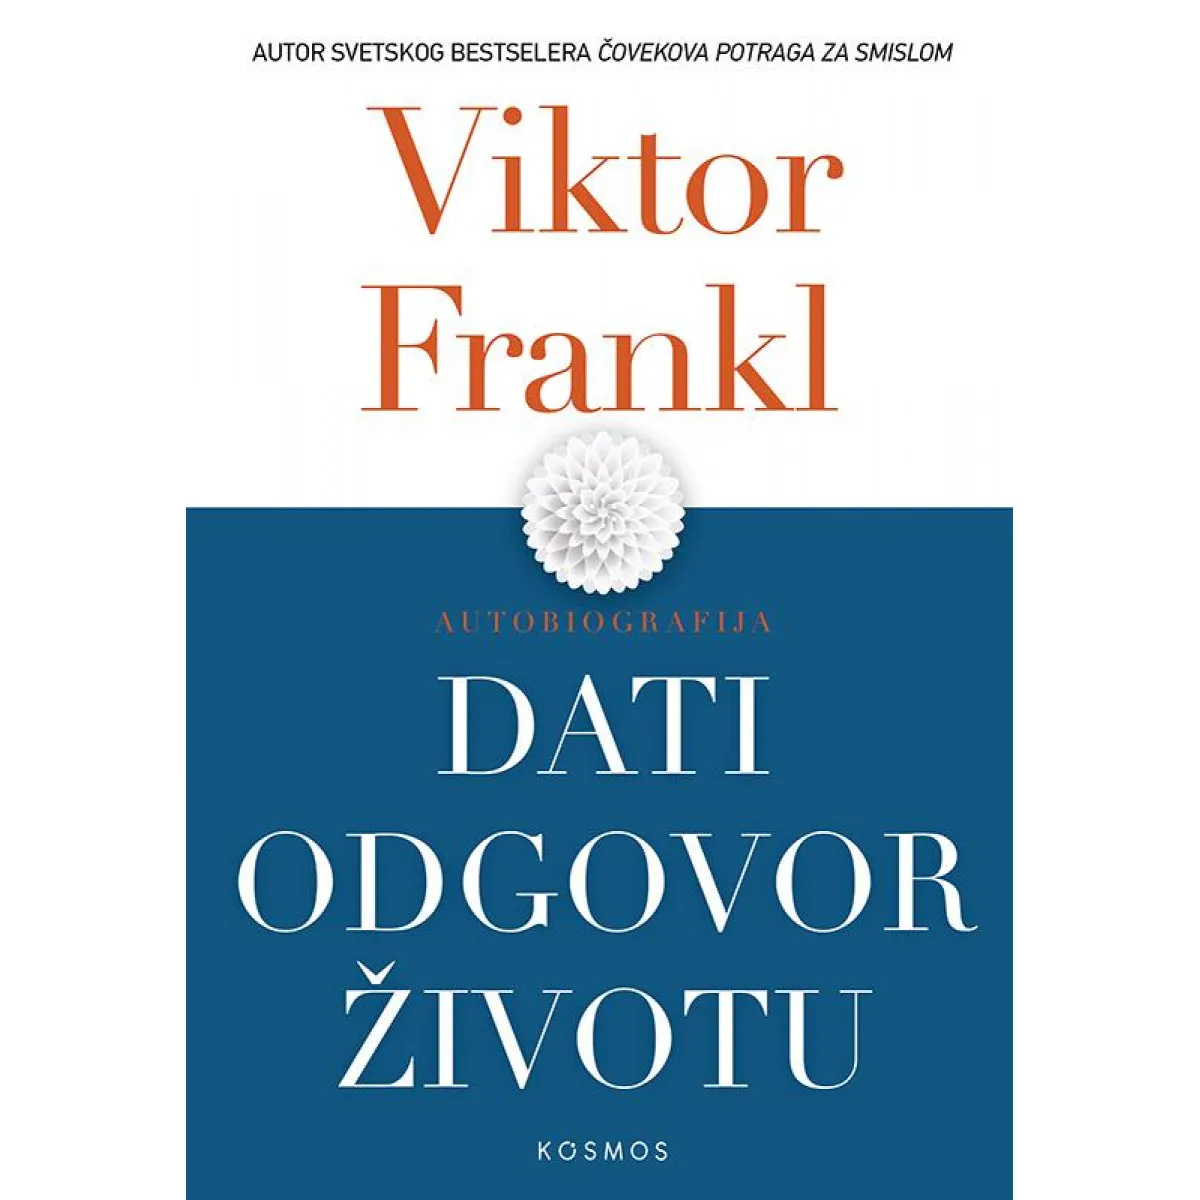 AUTOR SVETSKOG BESTSELERA ČOVEKOVA POTRAGA ZA SMISLOM
Viktor
Frankl
AUTOBIOGRAFIJA
DATI
ODGOVOR
ŽIVOTU
KOSMOS